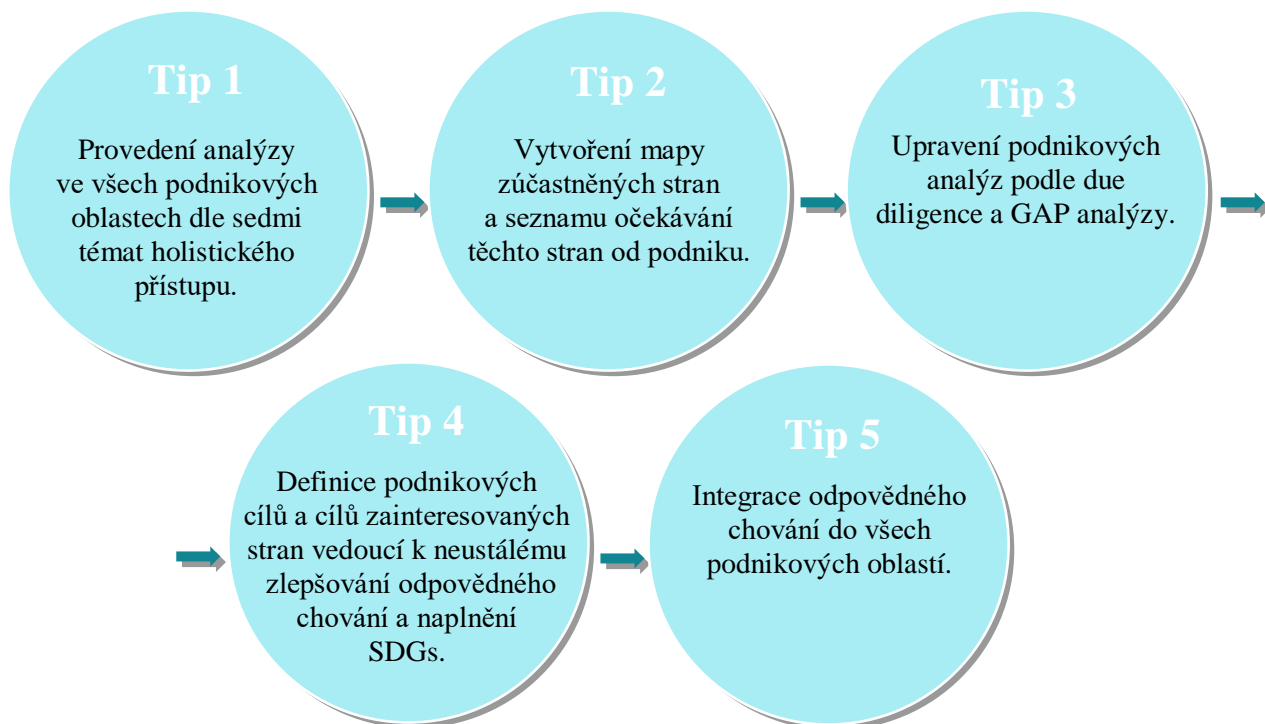 Tip 1
Provedení analýzy
ve všech podnikových
oblastech dle sedmi
témat holistického
přístupu.
Tip 2
Vytvoření mapy
zúčastněných stran
a seznamu očekávání
těchto stran od podniku.
Tip 3
Upravení podnikových
analýz podle due
diligence a GAP analýzy.
Tip 4
Definice podnikových
cílů a cílů zainteresovaných
stran vedoucí k neustálému
zlepšování odpovědného
chování a naplnění
SDGs.
Tip 5
Integrace odpovědného
chování do všech
podnikových oblastí.